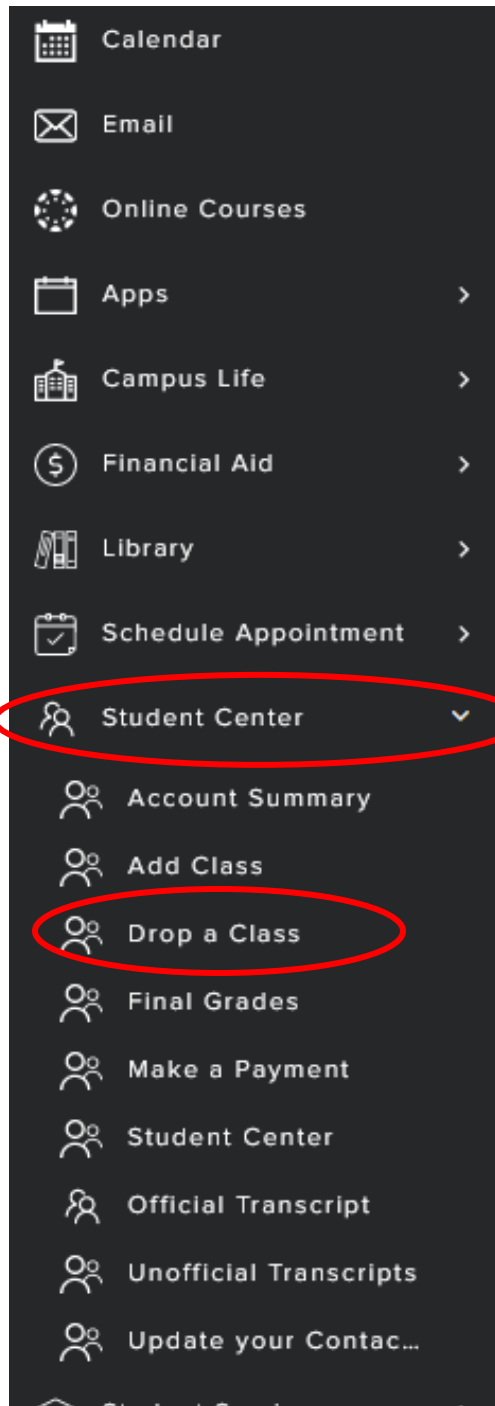 Calendar
Email
Online Courses
Apps
Campus Life
Financial Aid
Library
Schedule Appointment
Student Center
Account Summary
Add Class
Drop a Class
Final Grades
Make a Payment
Student Center
Official Transcript
Unofficial Transcripts
Update your Contac...